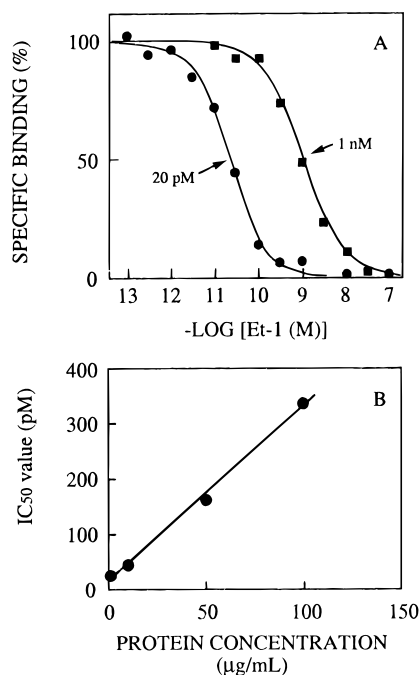 A
SPECIFIC BINDING (%)
100
50
0
20 pM
1 nM
13 12 11 10 9 8 7
-LOG [Et-1 (M)]
B
IC50 value (pM)
400
300
200
100
0
0 50 100 150
PROTEIN CONCENTRATION
(μg/mL)